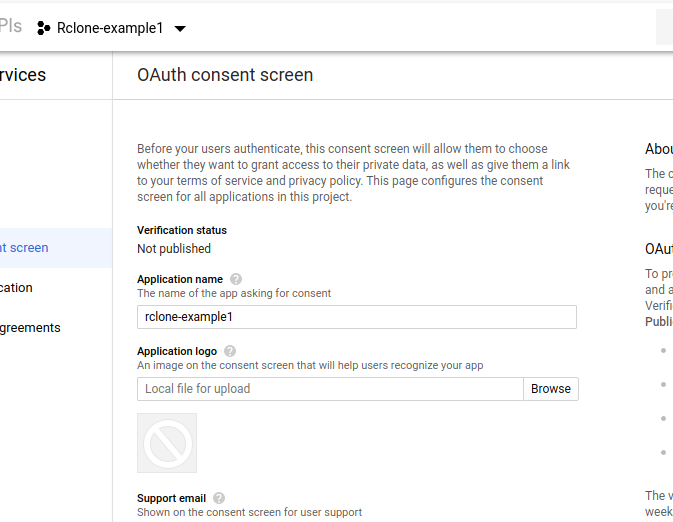 PIs
Rclone-example1
rvices
OAuth consent screen
Before your users authenticate, this consent screen will allow them to choose
whether they want to grant access to their private data, as well as give them a link
to your terms of service and privacy policy. This page configures the consent
screen for all applications in this project.
Verification status
Not published
nt screen
cation
greements
Application name ?
The name of the app asking for consent
rclone-example1
Application logo ?
An image on the consent screen that will help users recognize your app
Local file for upload
Browse
Support email ?
Shown on the consent screen for user support
Abou
The c
reque
you're
OAut
To pr
and a
Verifi
Publi
The v
week